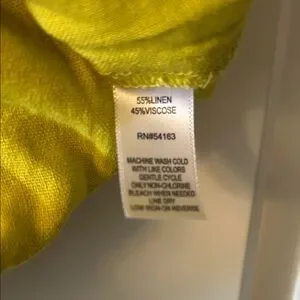 55%LINEN
45%VISCOSE
RN#54163
MACHINE WASH COLD
WITH LIKE COLORS
GENTLE CYCLE
ONLY NON-CHLORINE
BLEACH WHEN NEEDED
LINE DRY
LOW IRON ON REVERSE